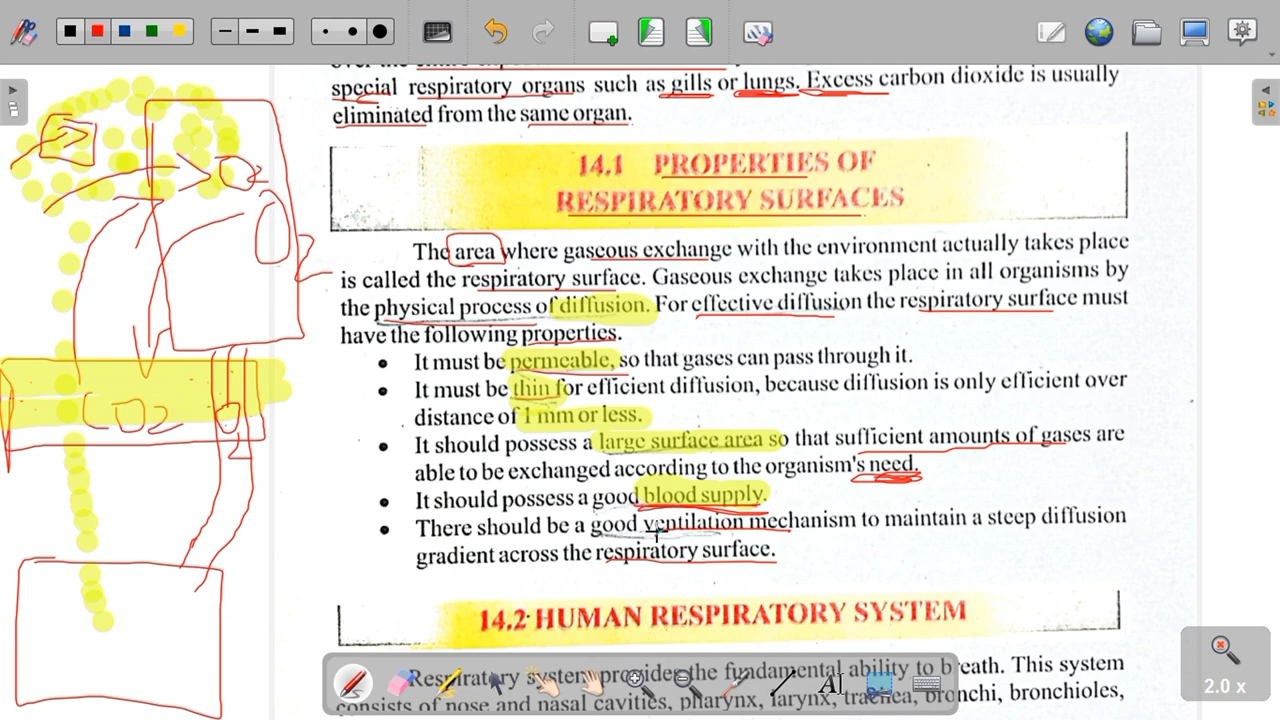 special respiratory organs such as gills or lungs. Excess carbon dioxide is usually
eliminated from the same organ.
14.1 PROPERTIES OF
RESPIRATORY SURFACES
The area where gaseous exchange with the environment actually takes place
is called the respiratory surface. Gaseous exchange takes place in all organisms by
the physical process of diffusion. For effective diffusion the respiratory surface must
have the following properties.
• It must be permeable, so that gases can pass through it.
• It must be thin for efficient diffusion, because diffusion is only efficient over
distance of 1 mm or less.
• It should possess a large surface area so that sufficient amounts of gases are
able to be exchanged according to the organism's need.
• It should possess a good blood supply.
• There should be a good ventilation mechanism to maintain a steep diffusion
gradient across the respiratory surface.
14.2 HUMAN RESPIRATORY SYSTEM
Respiratory system provides the fundamental ability to breath. This system
consists of nose and nasal cavities, pharynx, larynx, trachea, bronchi, bronchioles,
O2
CO2
O2
2.0 x